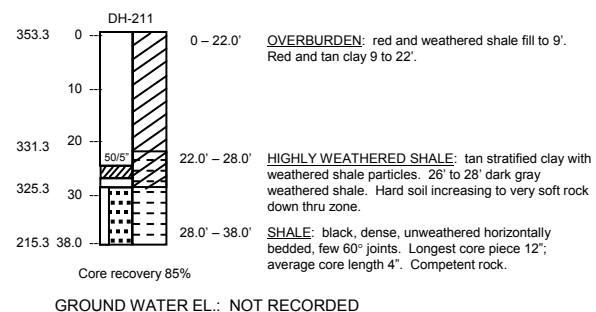 DH-211
353.3 0 0 – 22.0’ OVERBURDEN: red and weathered shale fill to 9’.
Red and tan clay 9 to 22’.
10
20
331.3 50/5” 22.0’ – 28.0’ HIGHLY WEATHERED SHALE: tan stratified clay with
weathered shale particles. 26’ to 28’ dark gray
325.3 weathered shale. Hard soil increasing to very soft rock
30 down thru zone.
28.0’ – 38.0’ SHALE: black, dense, unweathered horizontally
215.3 38.0 bedded, few 60° joints. Longest core piece 12”;
average core length 4”. Competent rock.
Core recovery 85%
GROUND WATER EL.: NOT RECORDED